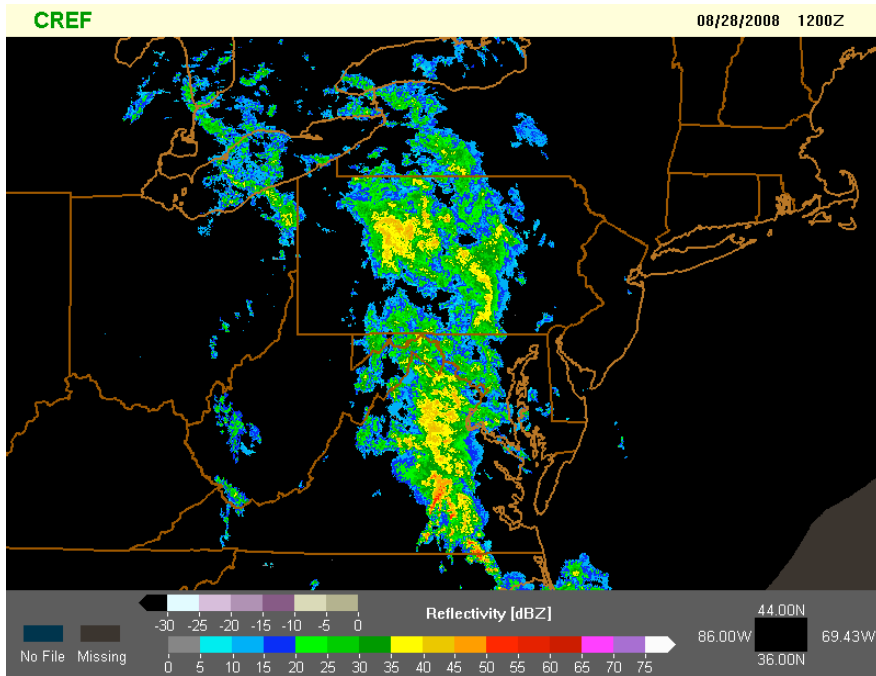 CREF 08/28/2008 1200Z
Reflectivity [dBZ]
-30 -25 -20 -15 -10 -5 0
0 5 10 15 20 25 30 35 40 45 50 55 60 65 70 75
No File Missing
44.00N
86.00W 69.43W
36.00N